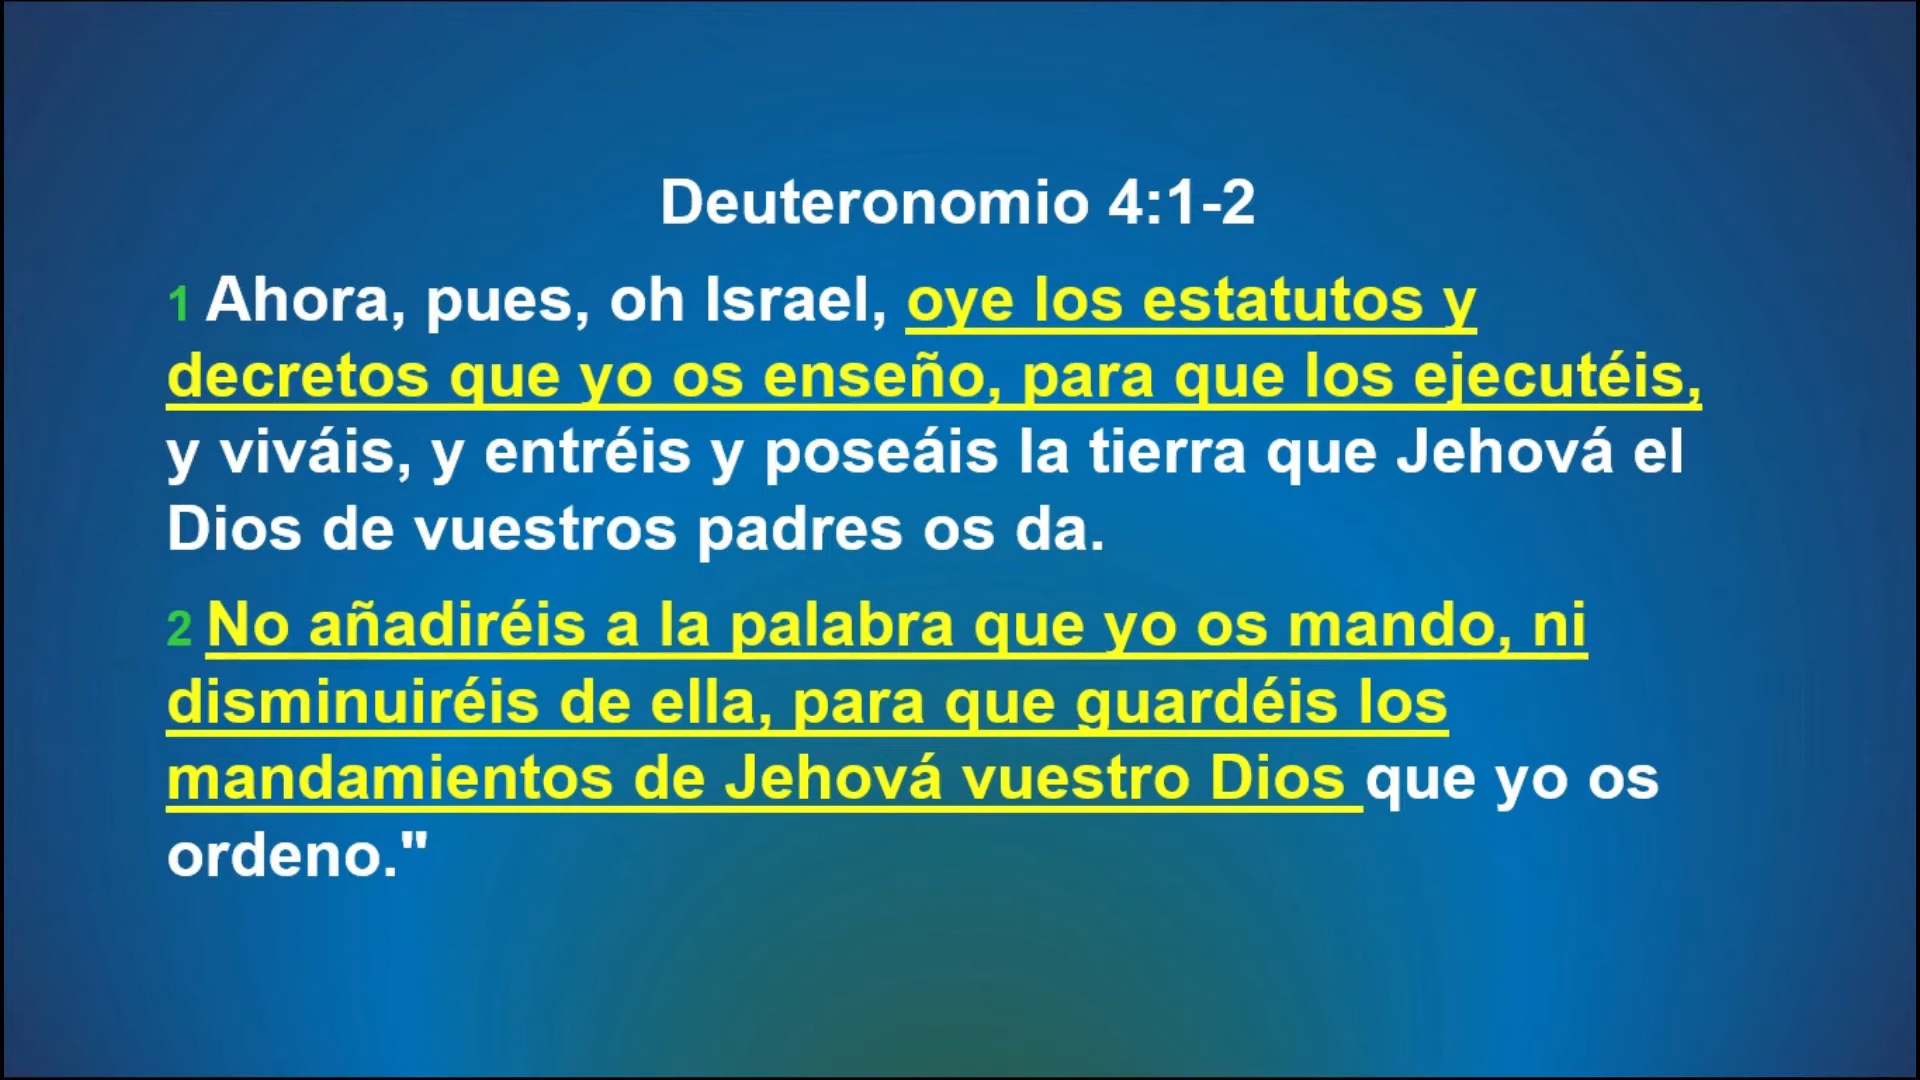 Deuteronomio 4:1-2
1 Ahora, pues, oh Israel, oye los estatutos y
decretos que yo os enseño, para que los ejecutéis,
y viváis, y entréis y poseáis la tierra que Jehová el
Dios de vuestros padres os da.
2 No añadiréis a la palabra que yo os mando, ni
disminuiréis de ella, para que guardéis los
mandamientos de Jehová vuestro Dios que yo os
ordeno."